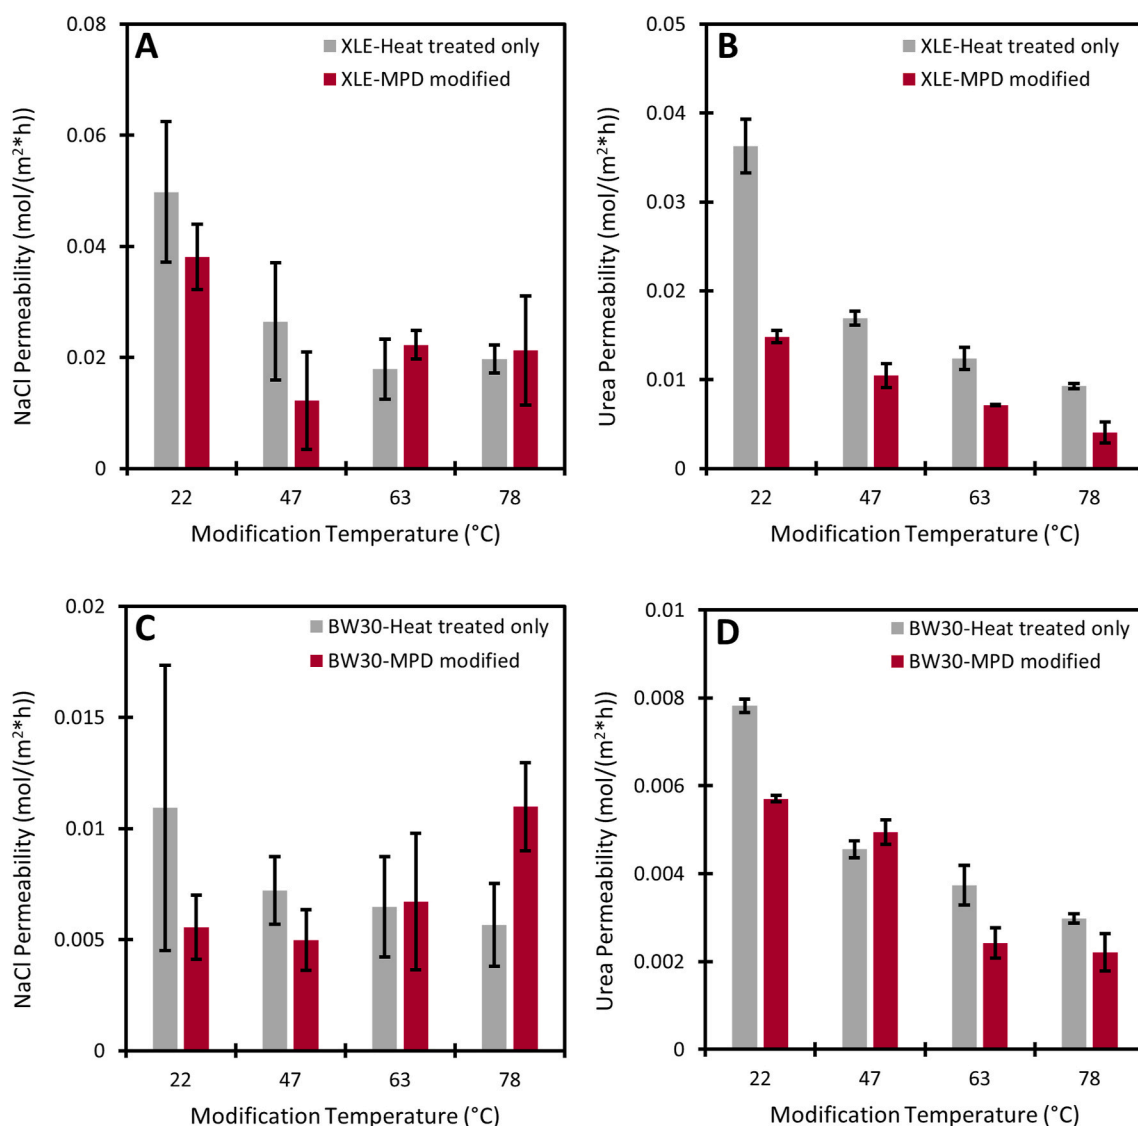 A
XLE-Heat treated only
XLE-MPD modified
NaCl Permeability (mol/(m²*h))
0.08
0.06
0.04
0.02
0
22 47 63 78
Modification Temperature (°C)
B
XLE-Heat treated only
XLE-MPD modified
Urea Permeability (mol/(m²*h))
0.05
0.04
0.03
0.02
0.01
0
22 47 63 78
Modification Temperature (°C)
C
BW30-Heat treated only
BW30-MPD modified
NaCl Permeability (mol/(m²*h))
0.02
0.015
0.01
0.005
0
22 47 63 78
Modification Temperature (°C)
D
BW30-Heat treated only
BW30-MPD modified
Urea Permeability (mol/(m²*h))
0.01
0.008
0.006
0.004
0.002
0
22 47 63 78
Modification Temperature (°C)